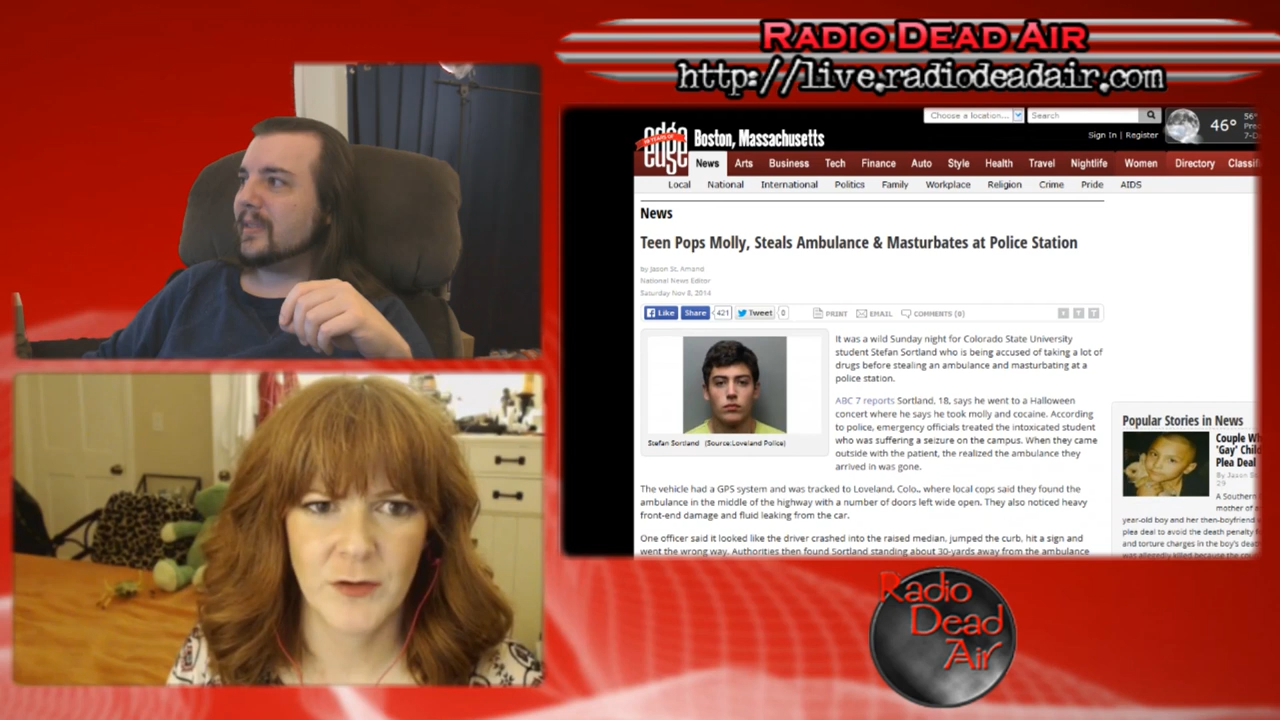 Radio Dead Air
http://live.radiodeadair.com
Choose a location...
Search
46°
56°
edge
Boston, Massachusetts
Sign In | Register
News Arts Business Tech Finance Auto Style Health Travel Nightlife Women Directory Classifi
Local National International Politics Family Workplace Religion Crime Pride AIDS
News
Teen Pops Molly, Steals Ambulance & Masturbates at Police Station
by Jason St. Amand
National News Editor
Saturday Nov 8, 2014
Like Share 421 Tweet 0 PRINT EMAIL COMMENTS (0)
It was a wild Sunday night for Colorado State University
student Stefan Sortland who is being accused of taking a lot of
drugs before stealing an ambulance and masturbating at a
police station.
ABC 7 reports Sortland, 18, says he went to a Halloween
concert where he says he took molly and cocaine. According
to police, emergency officials treated the intoxicated student
who was suffering a seizure on the campus. When they came
outside with the patient, the realized the ambulance they
arrived in was gone.
Stefan Sortland (Source:Loveland Police)
The vehicle had a GPS system and was tracked to Loveland, Colo., where local cops said they found the
ambulance in the middle of the highway with a number of doors left wide open. They also noticed heavy
front-end damage and fluid leaking from the car.
One officer said it looked like the driver crashed into the raised median, jumped the curb, hit a sign and
went the wrong way. Authorities then found Sortland standing about 30-yards away from the ambulance
Popular Stories in News
Couple Wh
'Gay' Child
Plea Deal
By Jason S
29
A Southern
mother of a
year-old boy and her then-boyfriend
plea deal to avoid the death penalty f
and torture charges in the boy's death
Radio
Dead
Air